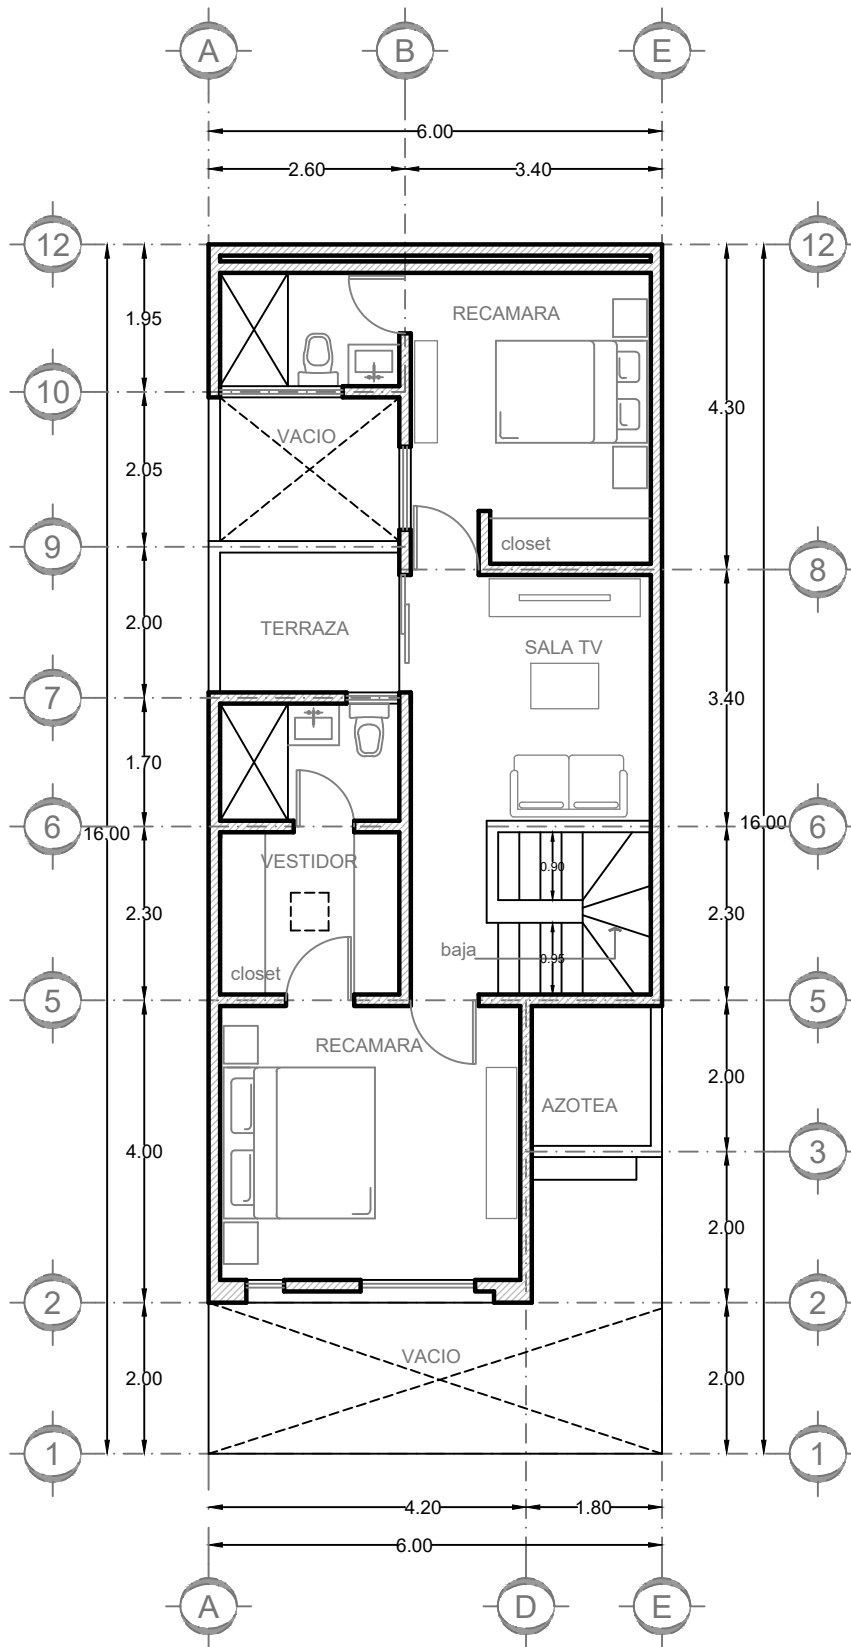 A B E
6.00
2.60 3.40
12 12
1.95
RECAMARA
10
4.30
VACIO
2.05
9
closet
8
2.00
TERRAZA
SALA TV
7
3.40
1.70
6 16.00 16.00 6
VESTIDOR
0.90
2.30 2.30
baja
0.95
closet
5 5
RECAMARA
2.00
AZOTEA
4.00
3
2.00
2 2
VACIO
2.00 2.00
1 1
4.20 1.80
6.00
A D E